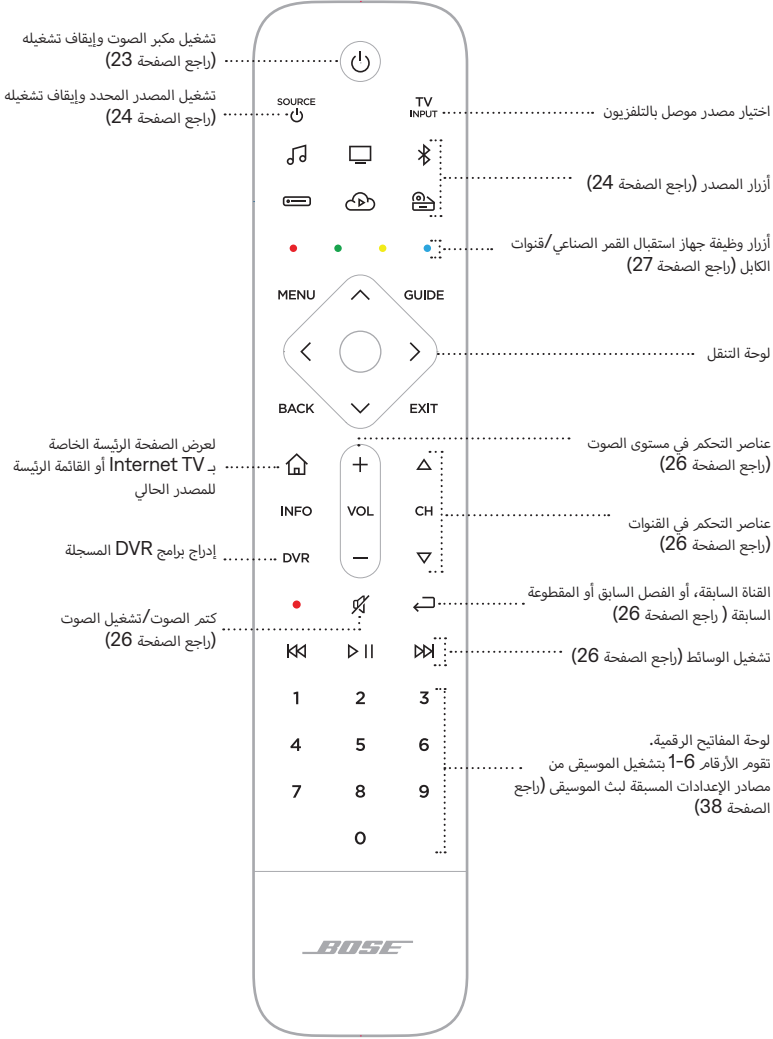 تشغيل مكبر الصوت وإيقاف تشغيله
(راجع الصفحة 23)
تشغيل المصدر المحدد وإيقاف تشغيله
(راجع الصفحة 24)
SOURCE
TV
INPUT
اختيار مصدر موصل بالتلفزيون
أزرار المصدر (راجع الصفحة 24)
أزرار وظيفة جهاز استقبال القمر الصناعي/قنوات
الكابل (راجع الصفحة 27)
MENU
GUIDE
لوحة التنقل
BACK
EXIT
عناصر التحكم في مستوى الصوت
(راجع الصفحة 26)
لعرض الصفحة الرئيسة الخاصة
بـ Internet TV أو القائمة الرئيسة
للمصدر الحالي
INFO
VOL
CH
عناصر التحكم في القنوات
(راجع الصفحة 26)
إدراج برامج DVR المسجلة
DVR
القناة السابقة، أو الفصل السابق أو المقطوعة
السابقة ( راجع الصفحة 26)
كتم الصوت/تشغيل الصوت
(راجع الصفحة 26)
تشغيل الوسائط (راجع الصفحة 26)
1 2 3
4 5 6
7 8 9
0
لوحة المفاتيح الرقمية.
تقوم الأرقام 6-1 بتشغيل الموسيقى من
مصادر الإعدادات المسبقة لبث الموسيقى (راجع
الصفحة 38)
BOSE